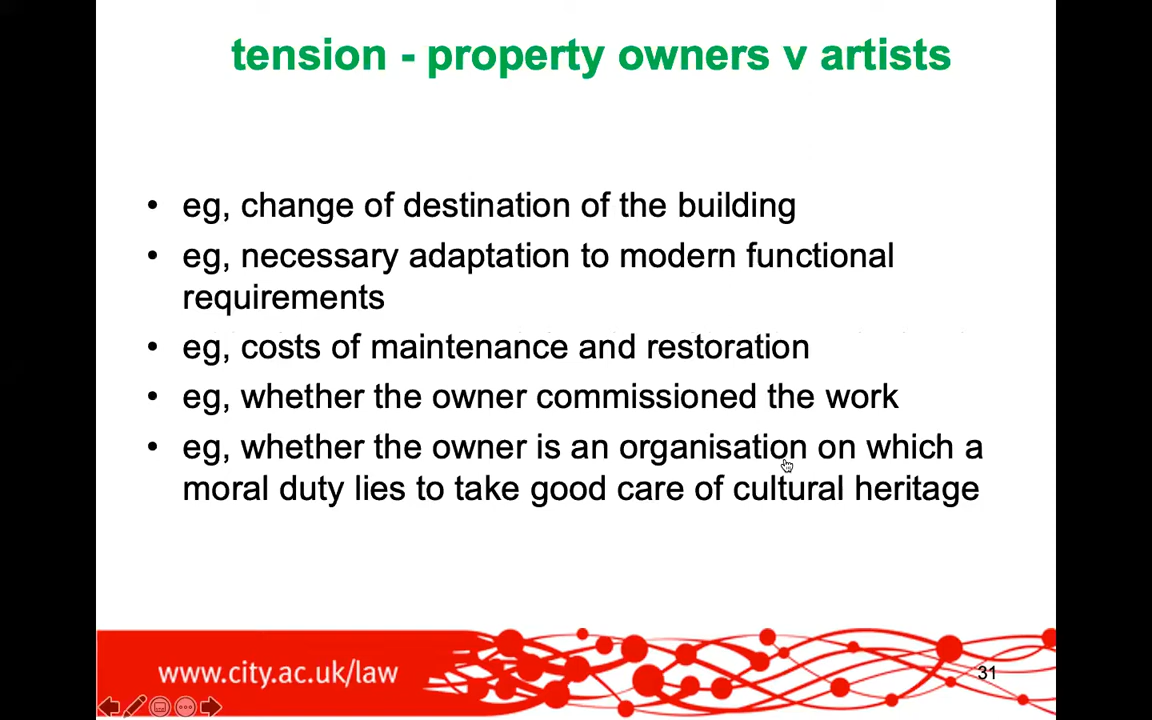 tension - property owners v artists
• eg, change of destination of the building
• eg, necessary adaptation to modern functional
requirements
• eg, costs of maintenance and restoration
• eg, whether the owner commissioned the work
• eg, whether the owner is an organisation on which a
moral duty lies to take good care of cultural heritage
www.city.ac.uk/law
31